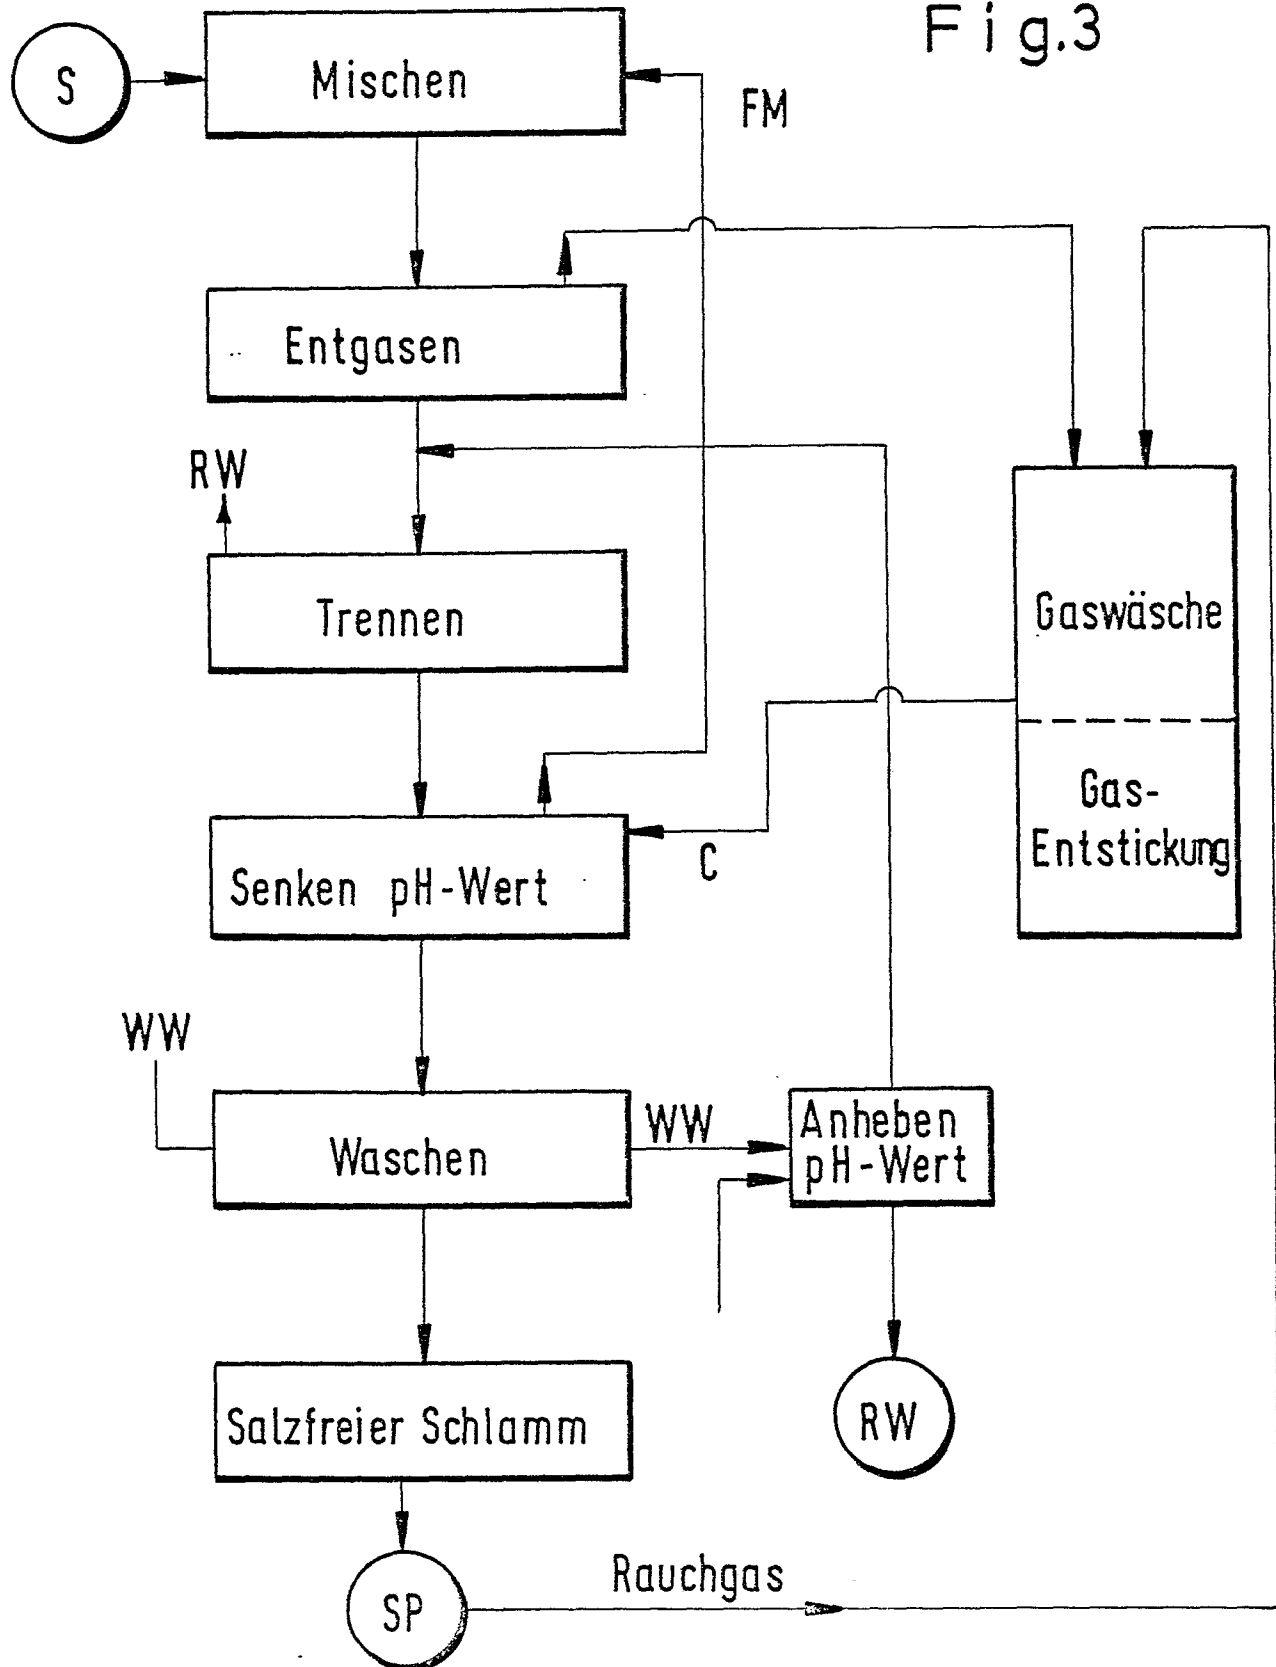 Fig.3
S
Mischen
FM
Entgasen
RW
Trennen
Gaswäsche
Gas-
Entstickung
Senken pH-Wert
C
WW
Waschen
WW
Anheben
pH-Wert
Salzfreier Schlamm
RW
SP
Rauchgas